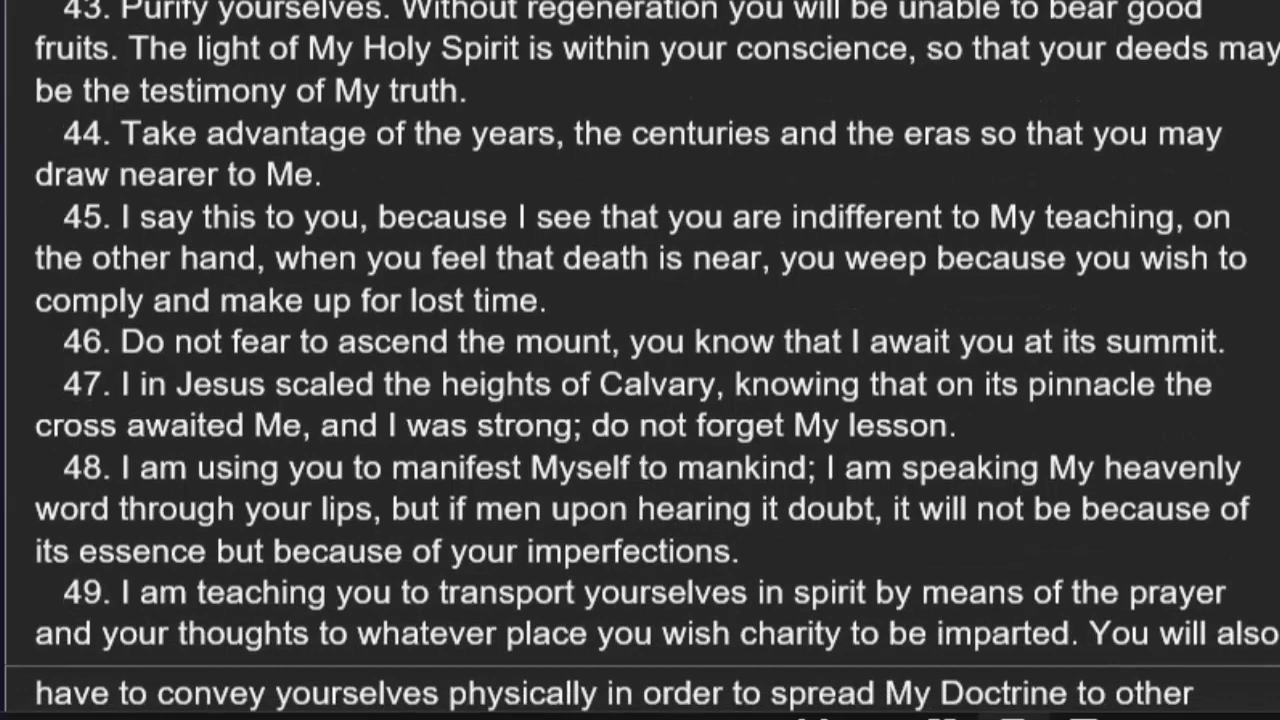 43. Purify yourselves. Without regeneration you will be unable to bear good
fruits. The light of My Holy Spirit is within your conscience, so that your deeds may
be the testimony of My truth.
44. Take advantage of the years, the centuries and the eras so that you may
draw nearer to Me.
45. I say this to you, because I see that you are indifferent to My teaching, on
the other hand, when you feel that death is near, you weep because you wish to
comply and make up for lost time.
46. Do not fear to ascend the mount, you know that I await you at its summit.
47. I in Jesus scaled the heights of Calvary, knowing that on its pinnacle the
cross awaited Me, and I was strong; do not forget My lesson.
48. I am using you to manifest Myself to mankind; I am speaking My heavenly
word through your lips, but if men upon hearing it doubt, it will not be because of
its essence but because of your imperfections.
49. I am teaching you to transport yourselves in spirit by means of the prayer
and your thoughts to whatever place you wish charity to be imparted. You will also
have to convey yourselves physically in order to spread My Doctrine to other